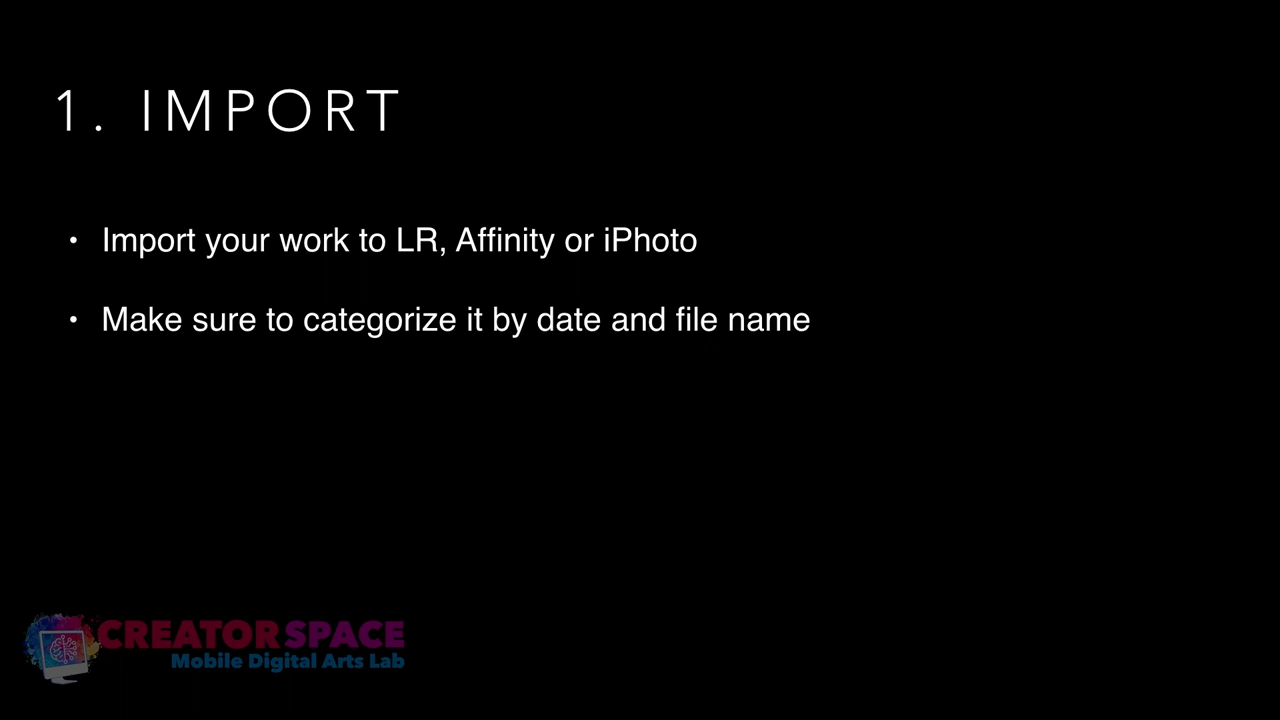 1. IMPORT
• Import your work to LR, Affinity or iPhoto
• Make sure to categorize it by date and file name
CREATORSPACE
Mobile Digital Arts Lab